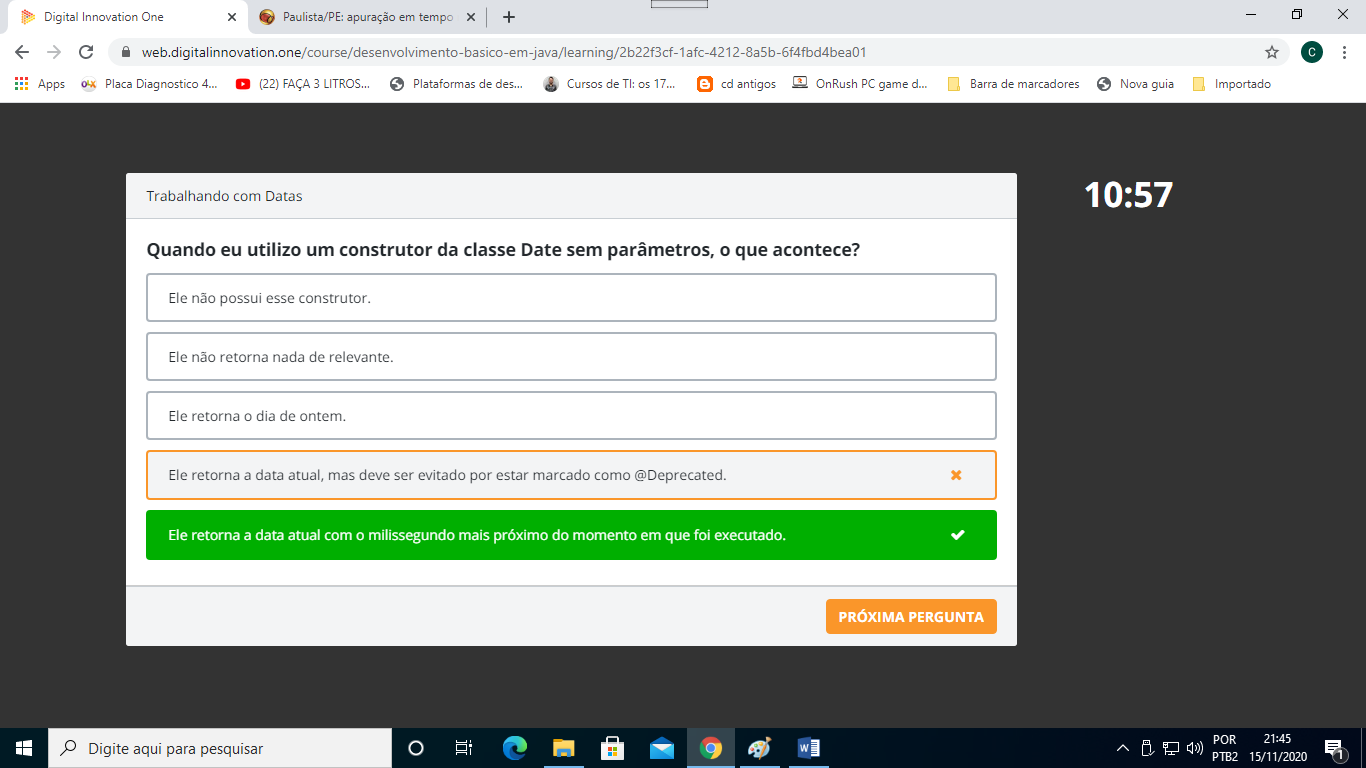 Digital Innovation One
Paulista/PE: apuração em tempo
web.digitalinnovation.one/course/desenvolvimento-basico-em-java/learning/2b22f3cf-1afc-4212-8a5b-6f4fbd4bea01
C
Apps
Placa Diagnostico 4...
(22) FAÇA 3 LITROS...
Plataformas de des...
Cursos de TI: os 17...
cd antigos
OnRush PC game d...
Barra de marcadores
Nova guia
Importado
Trabalhando com Datas
10:57
Quando eu utilizo um construtor da classe Date sem parâmetros, o que acontece?
Ele não possui esse construtor.
Ele não retorna nada de relevante.
Ele retorna o dia de ontem.
Ele retorna a data atual, mas deve ser evitado por estar marcado como @Deprecated.
Ele retorna a data atual com o milissegundo mais próximo do momento em que foi executado.
PRÓXIMA PERGUNTA
Digite aqui para pesquisar
POR
PTB2
21:45
15/11/2020
1